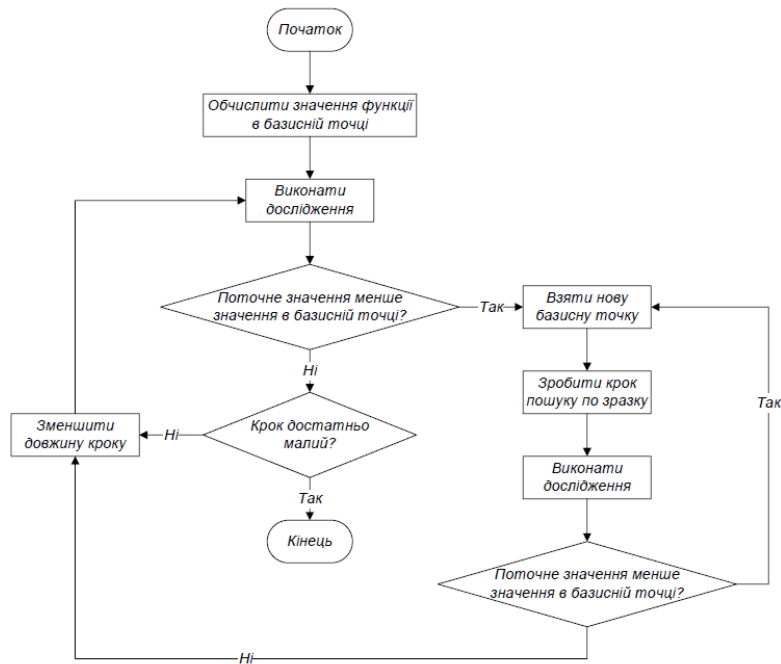 Початок
Обчислити значення функції
в базисній точці
Виконати
дослідження
Поточне значення менше
значення в базисній точці?
Так
Взяти нову
базисну точку
Ні
Зробити крок
пошуку по зразку
Так
Зменшити
довжину кроку
Ні
Крок достатньо
малий?
Виконати
дослідження
Так
Кінець
Поточне значення менше
значення в базисній точці?
Ні